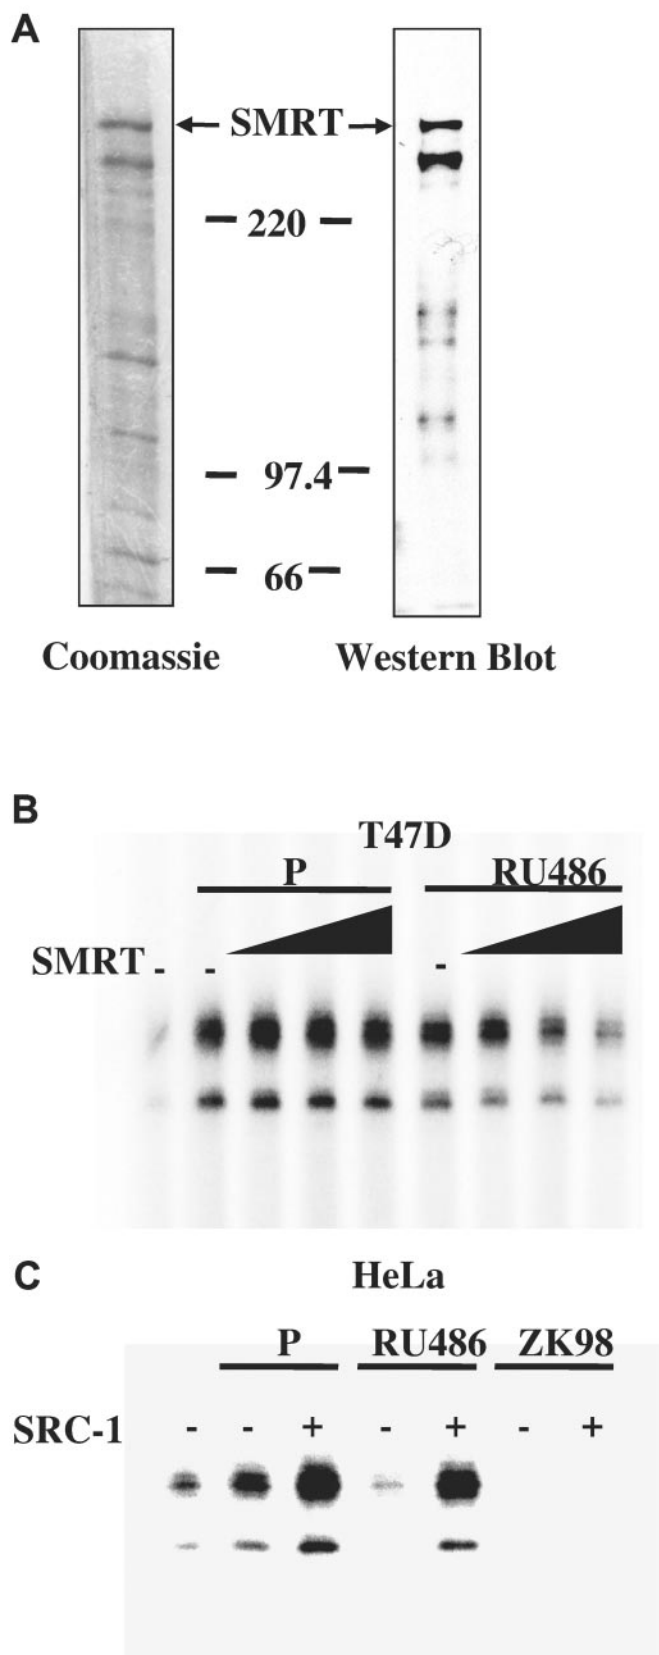 A
SMRT
220
97.4
66
Coomassie
Western Blot
B
T47D
P
RU486
SMRT - - -
C
HeLa
P RU486 ZK98
SRC-1 - - + - + - +